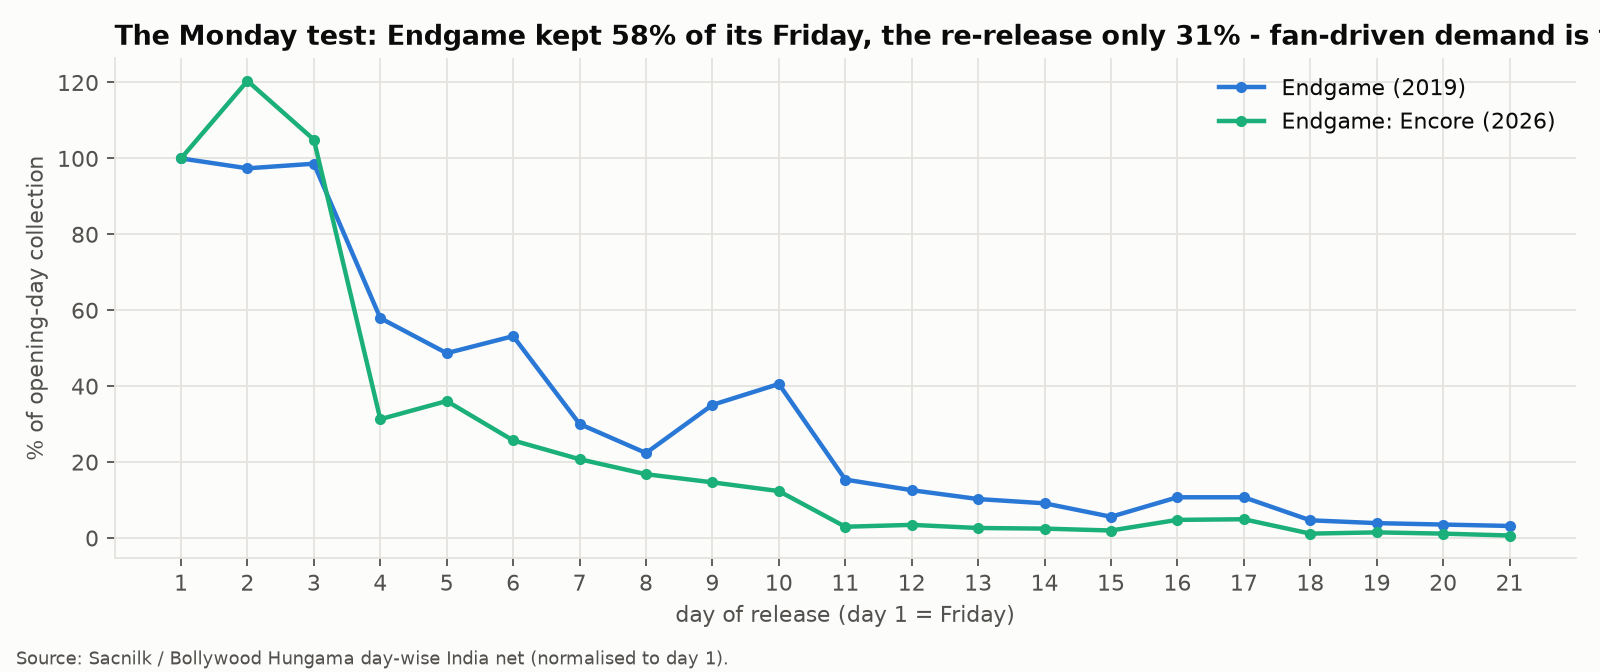 The Monday test: Endgame kept 58% of its Friday, the re-release only 31% - fan-driven demand is
Endgame (2019)
Endgame: Encore (2026)
% of opening-day collection
120
100
80
60
40
20
0
1 2 3 4 5 6 7 8 9 10 11 12 13 14 15 16 17 18 19 20 21
day of release (day 1 = Friday)
Source: Sacnilk / Bollywood Hungama day-wise India net (normalised to day 1).